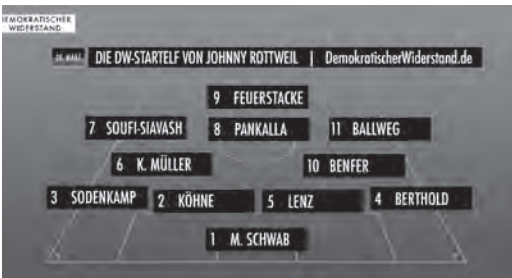 DEMOKRATISCHER
WIDERSTAND
DIE DW-STARTELF VON JOHNNY ROTTWEIL | DemokratischerWiderstand.de
9 FEUERSTACKE
7 SOUFI-SIAVASH
8 PANKALLA
11 BALLWEG
6 K. MÜLLER
10 BENFER
3 SODENKAMP
2 KÖHNE
5 LENZ
4 BERTHOLD
1 M. SCHWAB